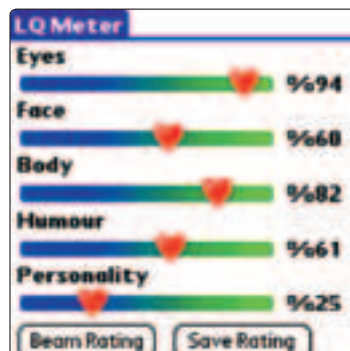 LQ Meter
Eyes
%94
Face
%60
Body
%82
Humour
%61
Personality
%25
Beam Rating Save Rating